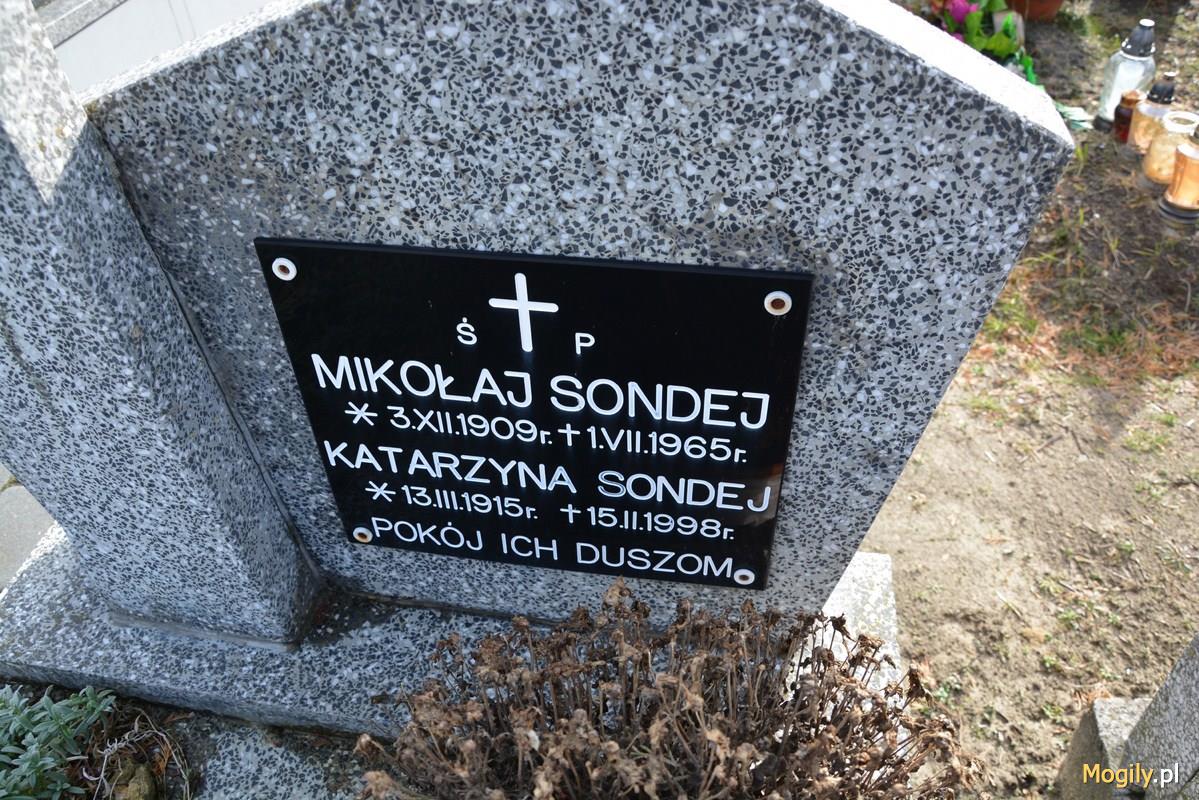 Ś P
MIKOŁAJ SONDEJ
* 3.XII.1909r. + 1.VII.1965r.
KATARZYNA SONDEJ
* 13.III.1915r. + 15.II.1998r.
POKÓJ ICH DUSZOM
Mogily.pl